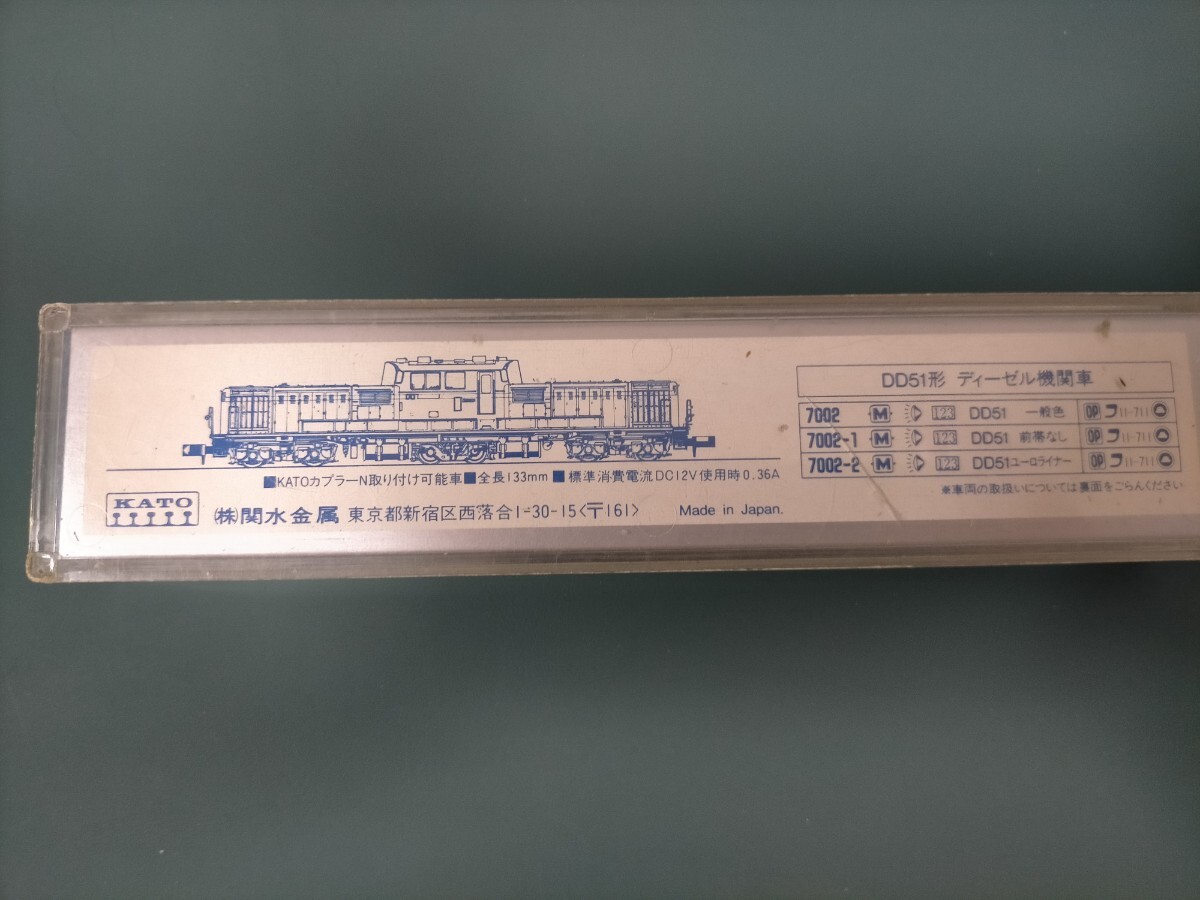 ■KATOカプラーN取り付け可能車■全長133mm■標準消費電流DC12V使用時0.36A
KATO
(株)関水金属 東京都新宿区西落合1-30-15〈〒161〉 Made in Japan.
DD51形 ディーゼル機関車
7002 M 123 DD51 一般色 OP 11-711
7002-1 M 123 DD51 前帯なし OP 11-711
7002-2 M 123 DD51ユーロライナー OP 11-711
※車両の取扱いについては裏面をごらんください